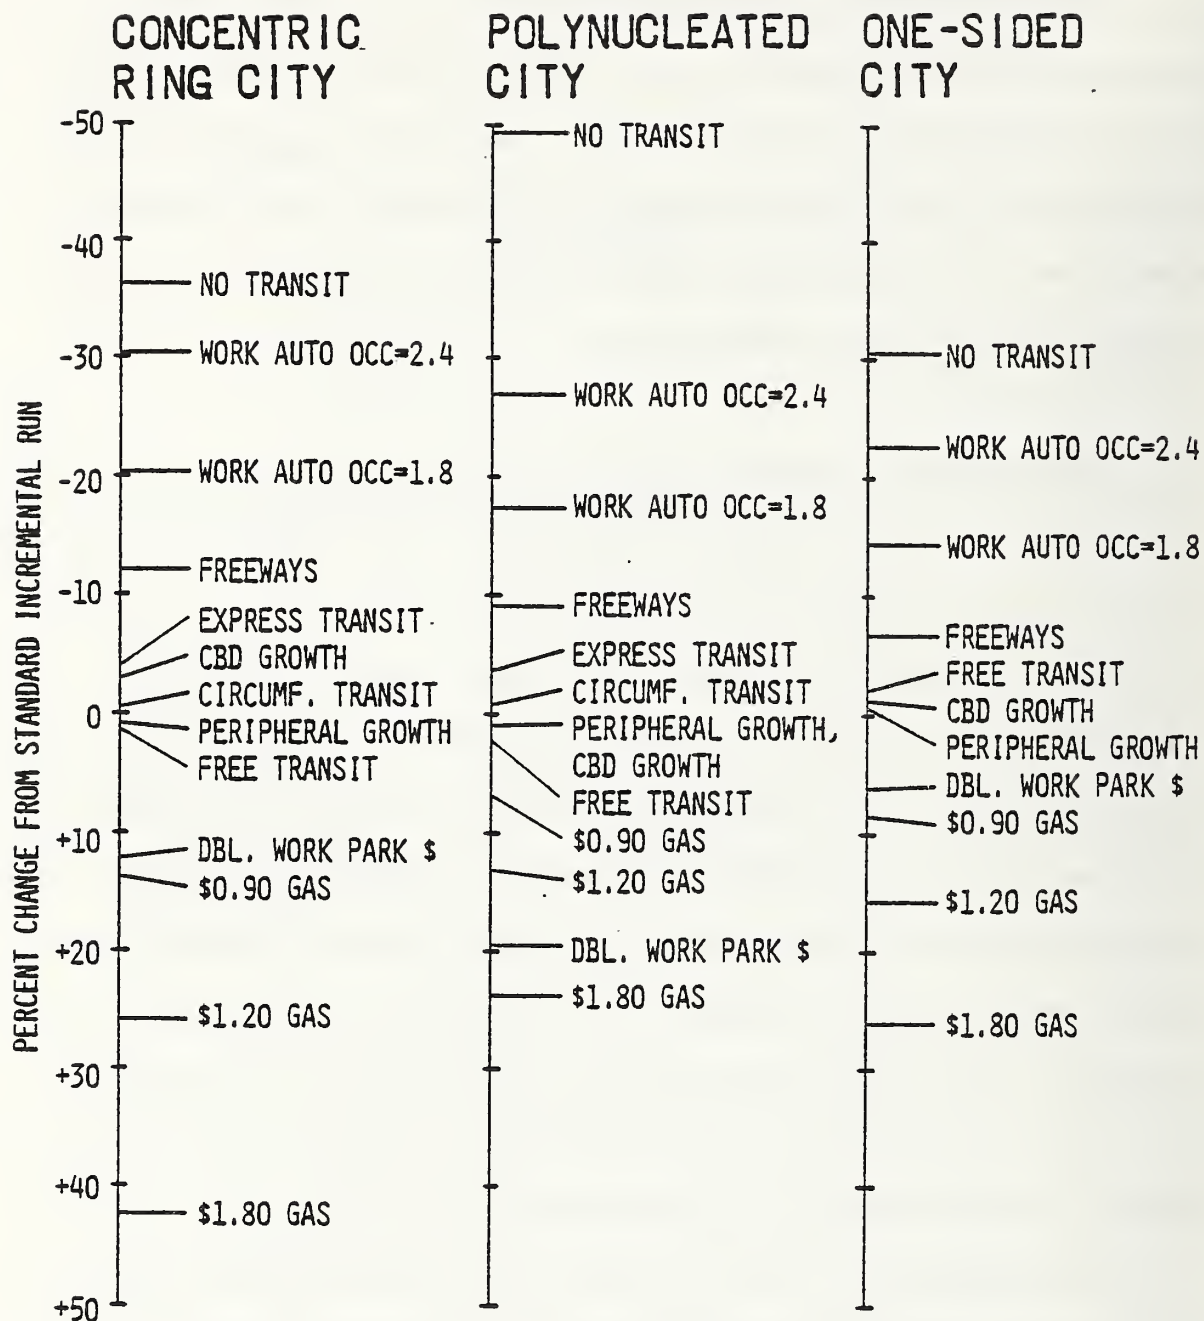 CONCENTRIC
RING CITY
POLYNUCLEATED
CITY
ONE-SIDED
CITY
PERCENT CHANGE FROM STANDARD INCREMENTAL RUN
-50
-40
-30
-20
-10
0
+10
+20
+30
+40
+50
NO TRANSIT
WORK AUTO OCC=2.4
WORK AUTO OCC=1.8
FREEWAYS
EXPRESS TRANSIT
CBD GROWTH
CIRCUMF. TRANSIT
PERIPHERAL GROWTH
FREE TRANSIT
DBL. WORK PARK $
$0.90 GAS
$1.20 GAS
$1.80 GAS
NO TRANSIT
WORK AUTO OCC=2.4
WORK AUTO OCC=1.8
FREEWAYS
EXPRESS TRANSIT
CIRCUMF. TRANSIT
PERIPHERAL GROWTH,
CBD GROWTH
FREE TRANSIT
$0.90 GAS
$1.20 GAS
DBL. WORK PARK $
$1.80 GAS
NO TRANSIT
WORK AUTO OCC=2.4
WORK AUTO OCC=1.8
FREEWAYS
FREE TRANSIT
CBD GROWTH
PERIPHERAL GROWTH
DBL. WORK PARK $
$0.90 GAS
$1.20 GAS
$1.80 GAS